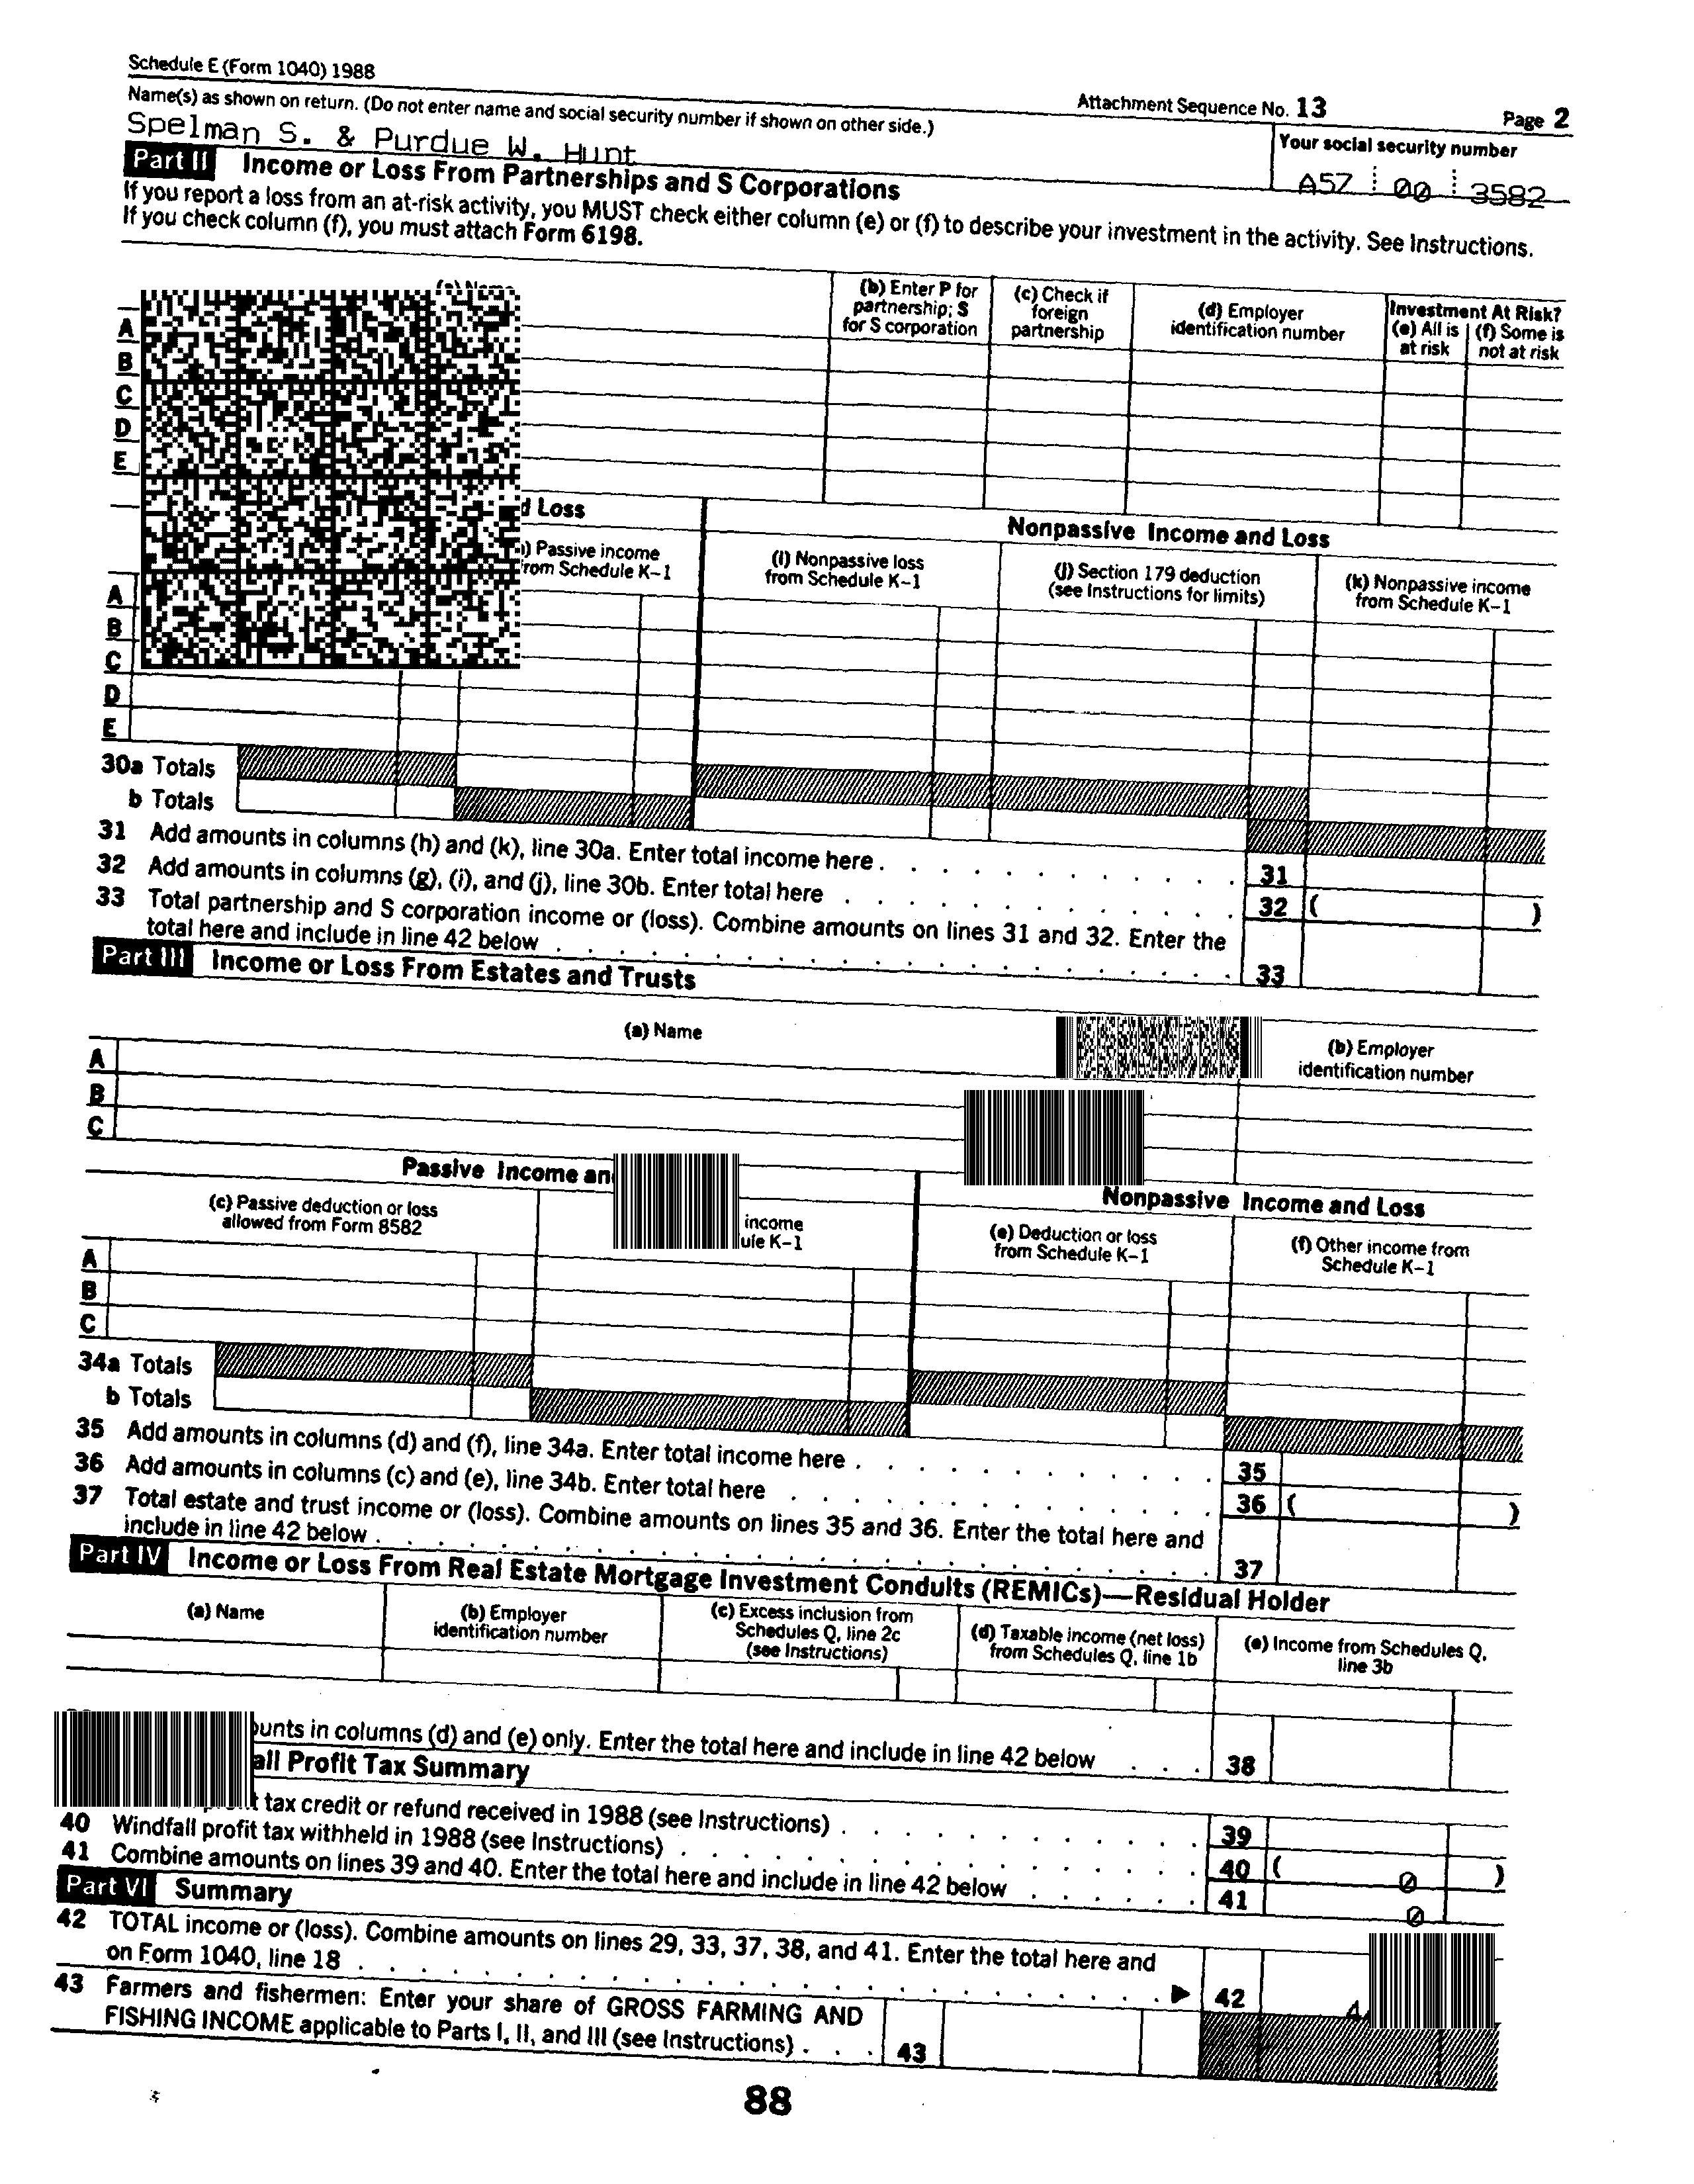 Schedule E (Form 1040) 1988
Attachment Sequence No. 13
Page 2
Name(s) as shown on return. (Do not enter name and social security number if shown on other side.)
Spelman S. & Purdue W. Hunt
Your social security number
A57 00 3582
Part II Income or Loss From Partnerships and S Corporations
If you report a loss from an at-risk activity, you MUST check either column (e) or (f) to describe your investment in the activity. See Instructions.
If you check column (f), you must attach Form 6198.
(a) Name
(b) Enter P for partnership; S for S corporation
(c) Check if foreign partnership
(d) Employer identification number
Investment At Risk?
(e) All is at risk
(f) Some is not at risk
A
B
C
D
E
d Loss
Nonpassive Income and Loss
) Passive income from Schedule K–1
(i) Nonpassive loss from Schedule K–1
(j) Section 179 deduction (see Instructions for limits)
(k) Nonpassive income from Schedule K–1
A
B
C
D
E
30a Totals
b Totals
31 Add amounts in columns (h) and (k), line 30a. Enter total income here . . . . . . . . . . . 31
32 Add amounts in columns (g), (i), and (j), line 30b. Enter total here . . . . . . . . . . . . 32 ( )
33 Total partnership and S corporation income or (loss). Combine amounts on lines 31 and 32. Enter the
total here and include in line 42 below . . . . . . . . . . . . . . . . . . . . . 33
Part III Income or Loss From Estates and Trusts
(a) Name
(b) Employer identification number
A
B
C
Passive Income an
Nonpassive Income and Loss
(c) Passive deduction or loss allowed from Form 8582
income
ule K–1
(e) Deduction or loss from Schedule K–1
(f) Other income from Schedule K–1
A
B
C
34a Totals
b Totals
35 Add amounts in columns (d) and (f), line 34a. Enter total income here . . . . . . . . . . . 35
36 Add amounts in columns (c) and (e), line 34b. Enter total here . . . . . . . . . . . . . 36 ( )
37 Total estate and trust income or (loss). Combine amounts on lines 35 and 36. Enter the total here and
include in line 42 below . . . . . . . . . . . . . . . . . . . . . . . . . 37
Part IV Income or Loss From Real Estate Mortgage Investment Conduits (REMICs)—Residual Holder
(a) Name
(b) Employer identification number
(c) Excess inclusion from Schedules Q, line 2c (see Instructions)
(d) Taxable income (net loss) from Schedules Q, line 1b
(e) Income from Schedules Q, line 3b
ounts in columns (d) and (e) only. Enter the total here and include in line 42 below . . . 38
all Profit Tax Summary
t tax credit or refund received in 1988 (see Instructions) . . . . . . . . . . . . 39
40 Windfall profit tax withheld in 1988 (see Instructions) . . . . . . . . . . . . . . . . 40 ( 0 )
41 Combine amounts on lines 39 and 40. Enter the total here and include in line 42 below . . . . . . 41 0
Part VI Summary
42 TOTAL income or (loss). Combine amounts on lines 29, 33, 37, 38, and 41. Enter the total here and
on Form 1040, line 18 . . . . . . . . . . . . . . . . . . . . . . . . . ▶ 42
43 Farmers and fishermen: Enter your share of GROSS FARMING AND
FISHING INCOME applicable to Parts I, II, and III (see Instructions) . . . 43
88